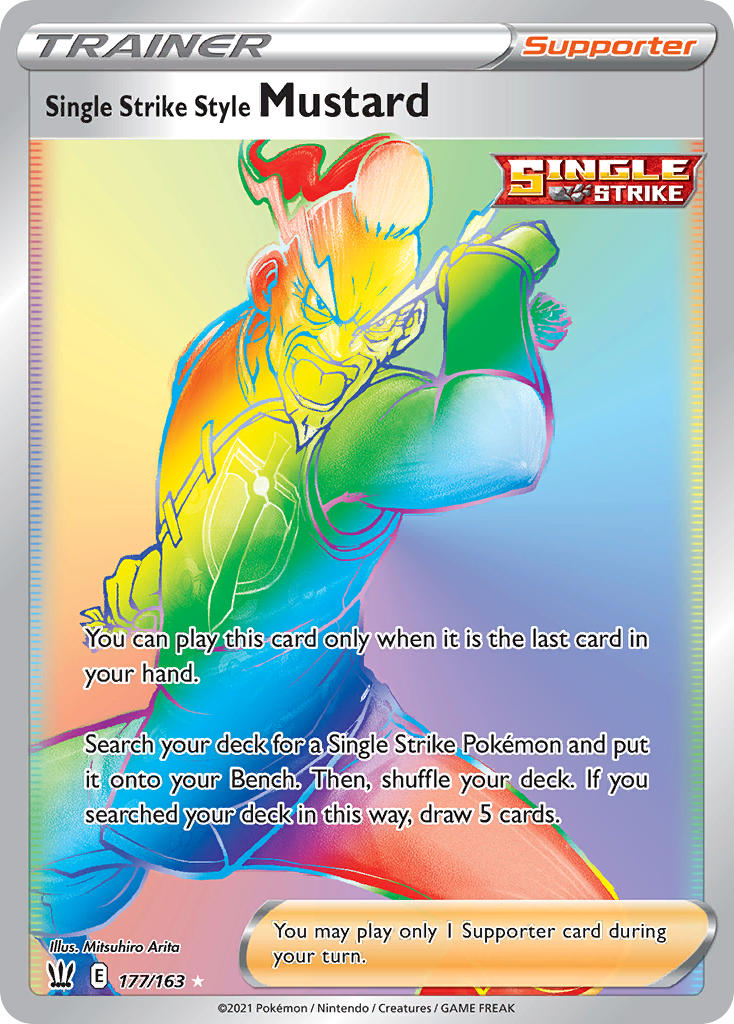 TRAINER Supporter
Single Strike Style Mustard
SINGLE
STRIKE
You can play this card only when it is the last card in
your hand.
Search your deck for a Single Strike Pokémon and put
it onto your Bench. Then, shuffle your deck. If you
searched your deck in this way, draw 5 cards.
You may play only 1 Supporter card during
your turn.
Illus. Mitsuhiro Arita
E 177/163
©2021 Pokémon / Nintendo / Creatures / GAME FREAK